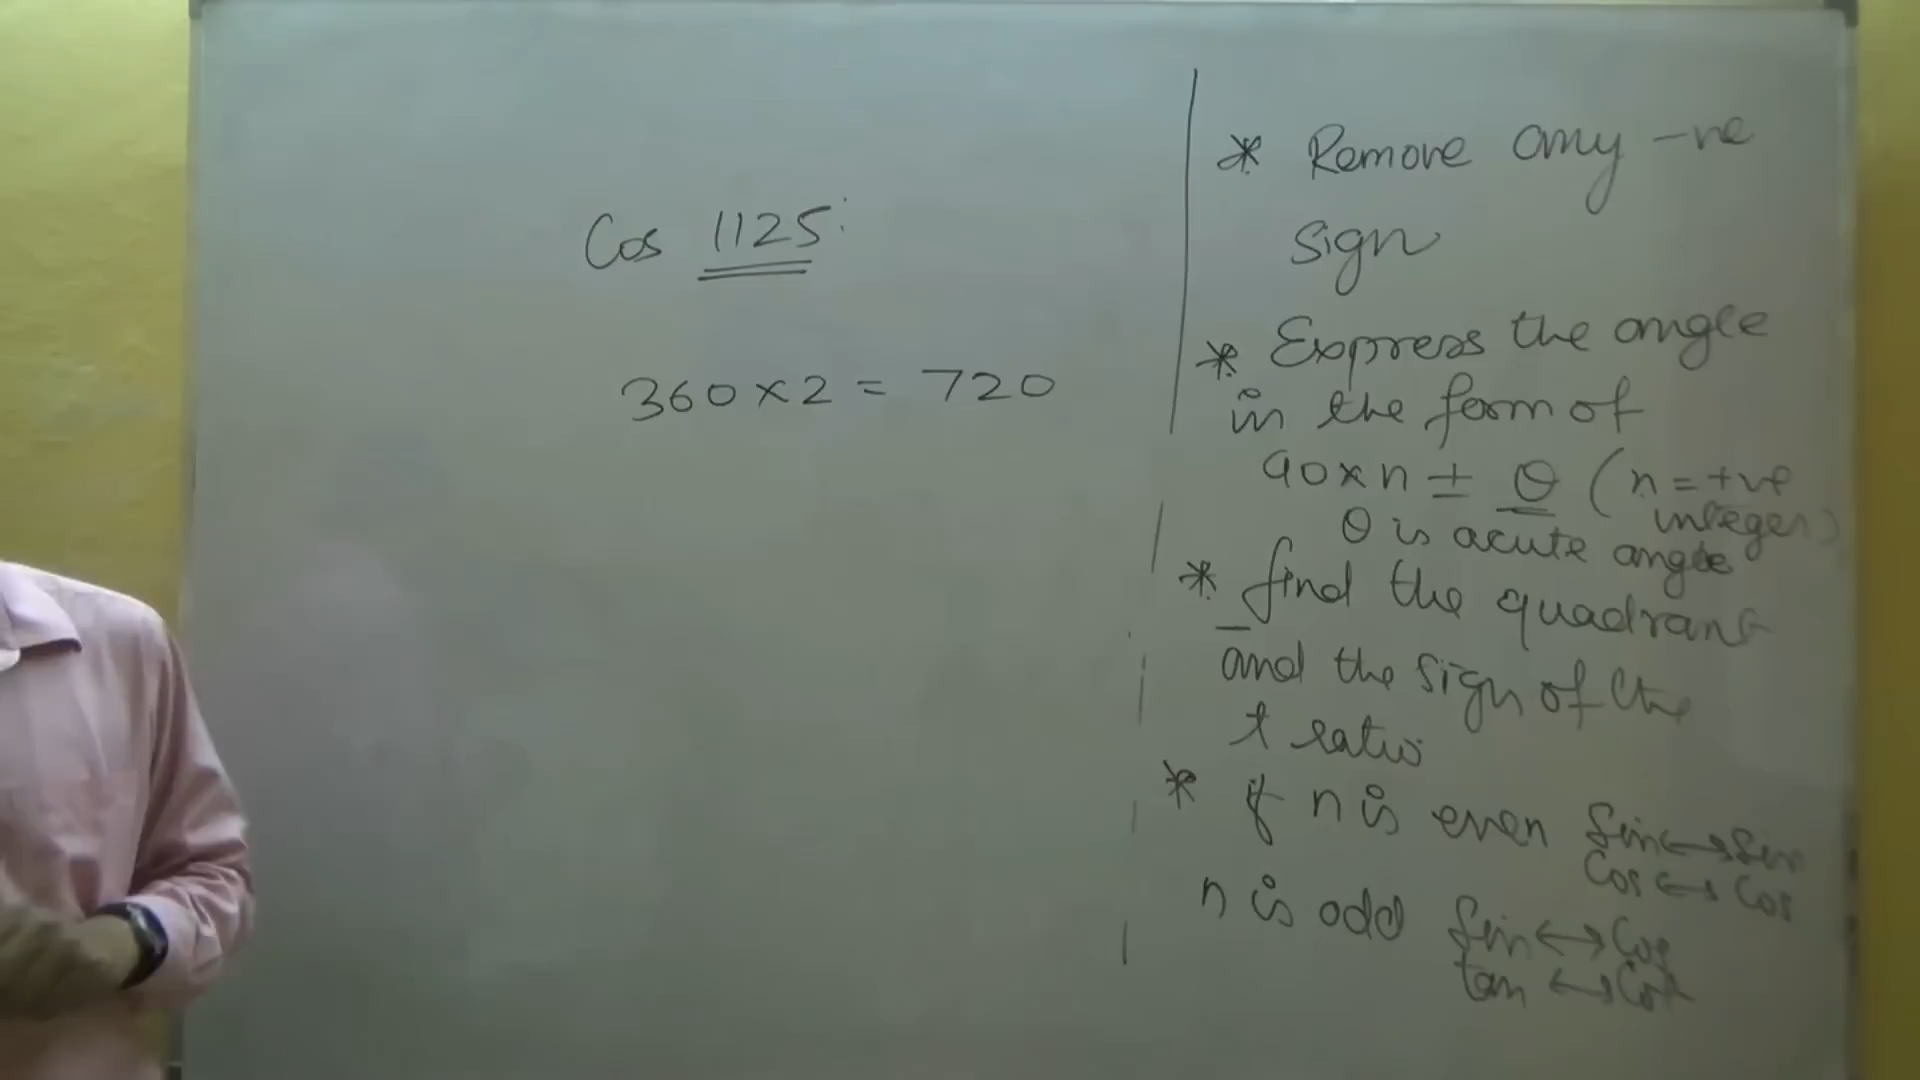 Cos 1125°
360 × 2 = 720
* Remove any -ve
sign
* Express the angle
in the form of
90 × n ± θ (n = +ve
integer)
θ is acute angle
* find the quadrant
and the sign of the
t ratio
* if n is even Sin ↔ Sin
Cos ↔ Cos
n is odd Sin ↔ Cos
tan ↔ Cot